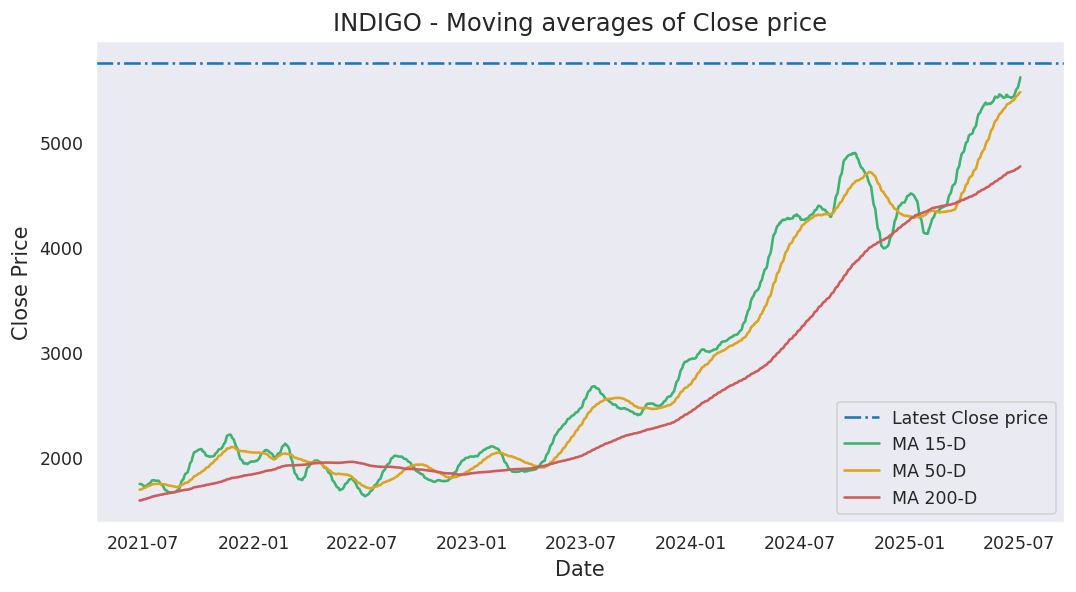 INDIGO - Moving averages of Close price
Close Price
5000
4000
3000
2000
Latest Close price
MA 15-D
MA 50-D
MA 200-D
2021-07 2022-01 2022-07 2023-01 2023-07 2024-01 2024-07 2025-01 2025-07
Date